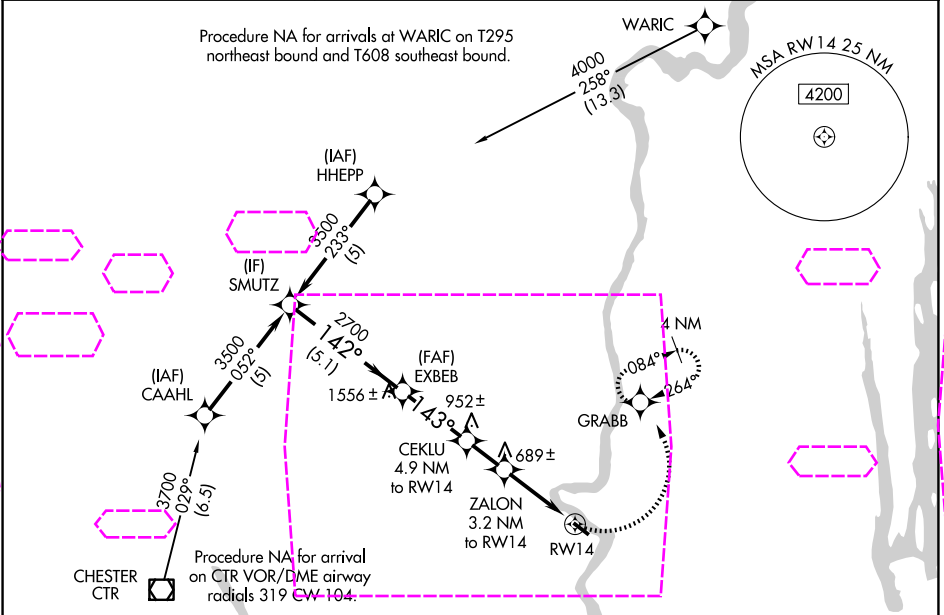 Procedure NA for arrivals at WARIC on T295
northeast bound and T608 southeast bound.
WARIC
4000
258°
(13.3)
MSA RW14 25 NM
4200
(IAF)
HHEPP
3500
233°
(5)
(IF)
SMUTZ
2700
142°
(5.1)
3500
052°
(5)
(IAF)
CAAHL
(FAF)
EXBEB
1556±
143°
952±
CEKLU
4.9 NM
to RW14
689±
ZALON
3.2 NM
to RW14
RW14
4 NM
084°
264°
GRABB
3700
029°
(6.5)
CHESTER
CTR
Procedure NA for arrival
on CTR VOR/DME airway
radials 319 CW 104.